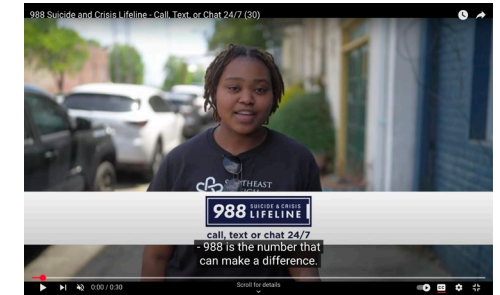 988 Suicide and Crisis Lifeline - Call, Text, or Chat 24/7 (30)
988 SUICIDE & CRISIS
LIFELINE
call, text or chat 24/7
- 988 is the number that
can make a difference.
0:00 / 0:30
Scroll for details